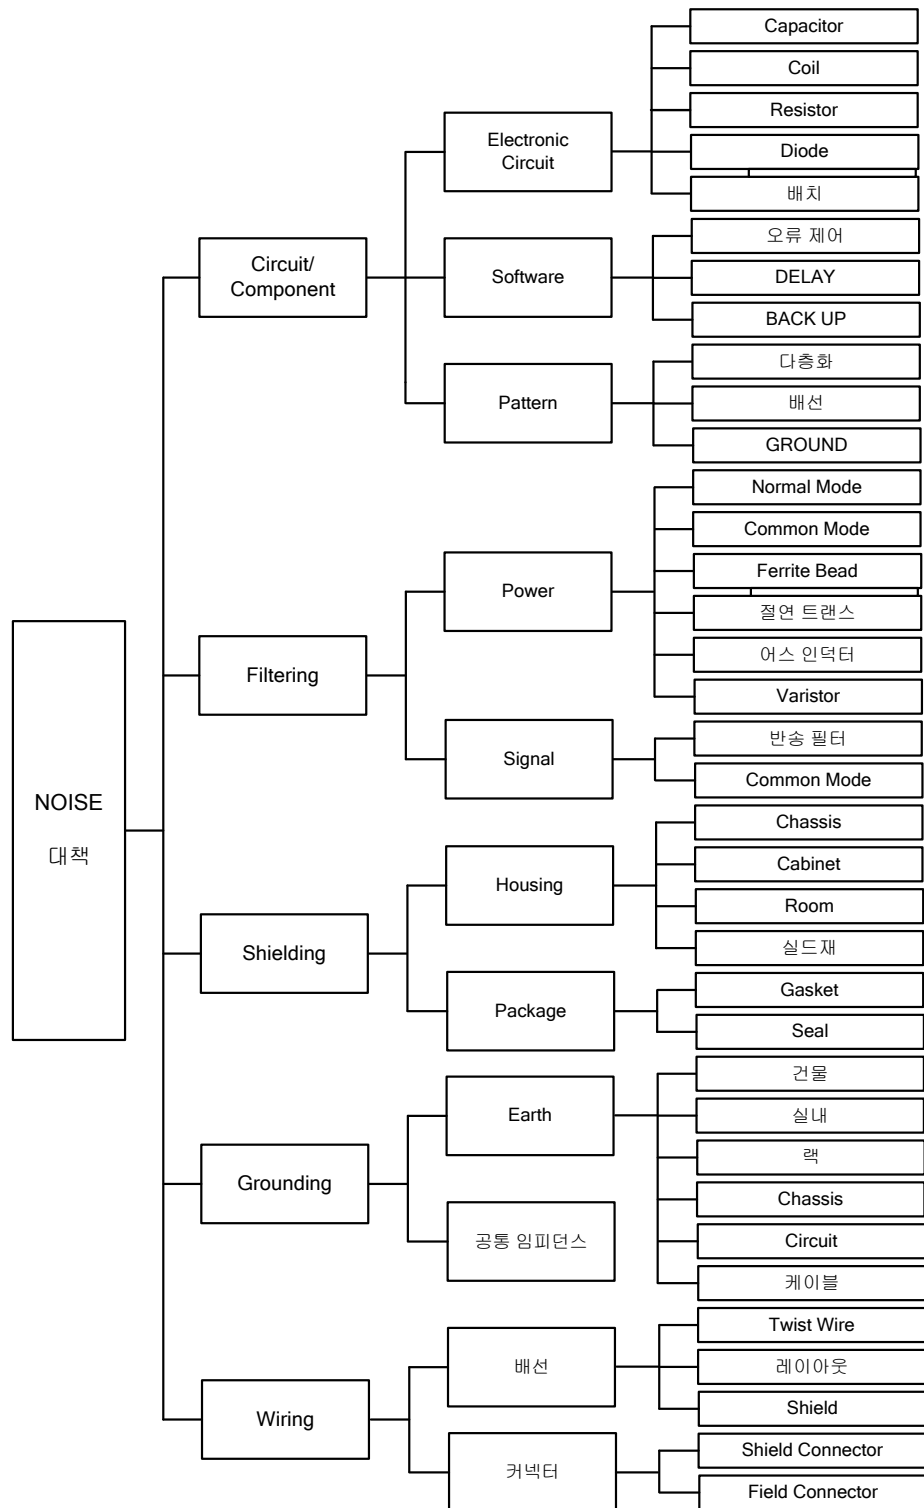 NOISE
대책
Circuit/
Component
Electronic
Circuit
Capacitor
Coil
Resistor
Diode
배치
Software
오류 제어
DELAY
BACK UP
Pattern
다층화
배선
GROUND
Filtering
Power
Normal Mode
Common Mode
Ferrite Bead
절연 트랜스
어스 인덕터
Varistor
Signal
반송 필터
Common Mode
Shielding
Housing
Chassis
Cabinet
Room
실드재
Package
Gasket
Seal
Grounding
Earth
건물
실내
랙
Chassis
Circuit
케이블
공통 임피던스
Wiring
배선
Twist Wire
레이아웃
Shield
커넥터
Shield Connector
Field Connector